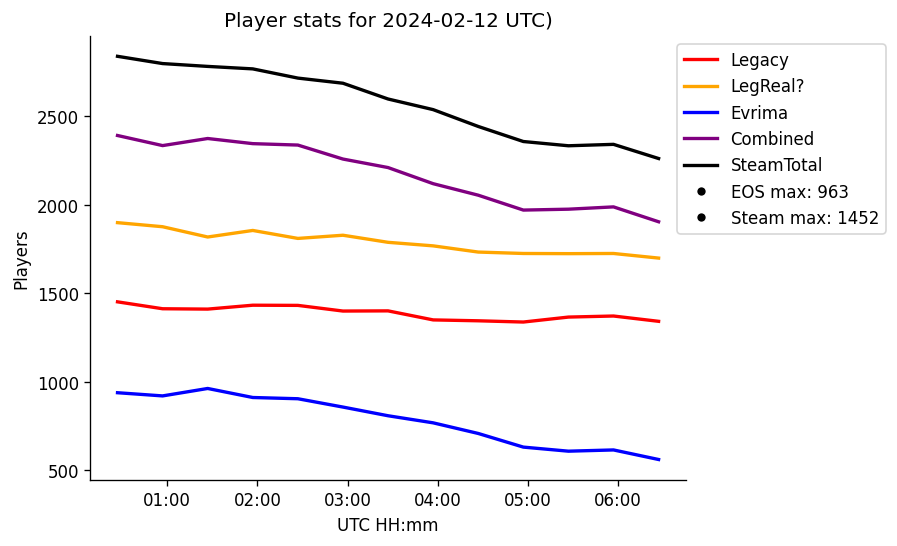 Player stats for 2024-02-12 UTC)
Legacy
LegReal?
Evrima
Combined
SteamTotal
EOS max: 963
Steam max: 1452
Players
2500
2000
1500
1000
500
01:00 02:00 03:00 04:00 05:00 06:00
UTC HH:mm